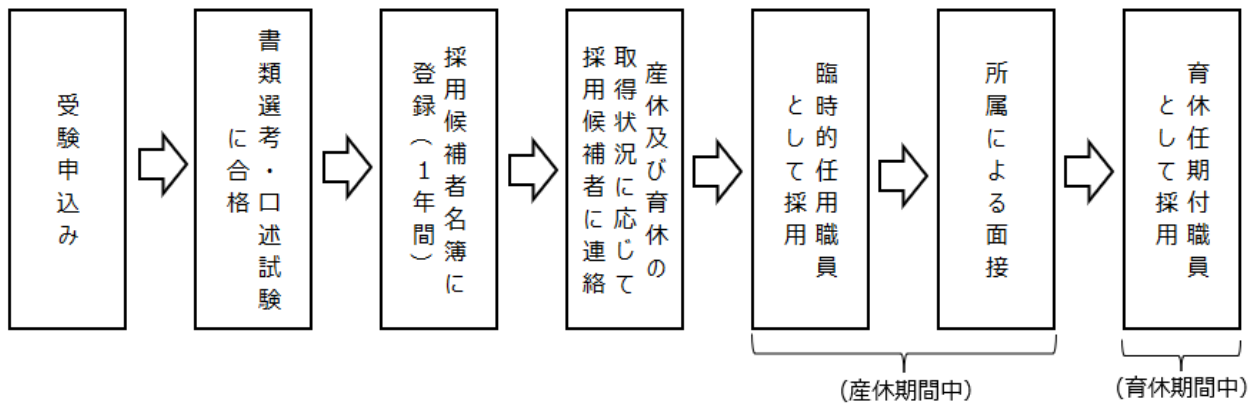 受験申込み
書類選考・口述試験
に合格
採用候補者名簿に
登録（1年間）
産休及び育休の
取得状況に応じて
採用候補者に連絡
臨時的任用職員
として採用
所属による面接
育休任期付職員
として採用
(産休期間中)
(育休期間中)